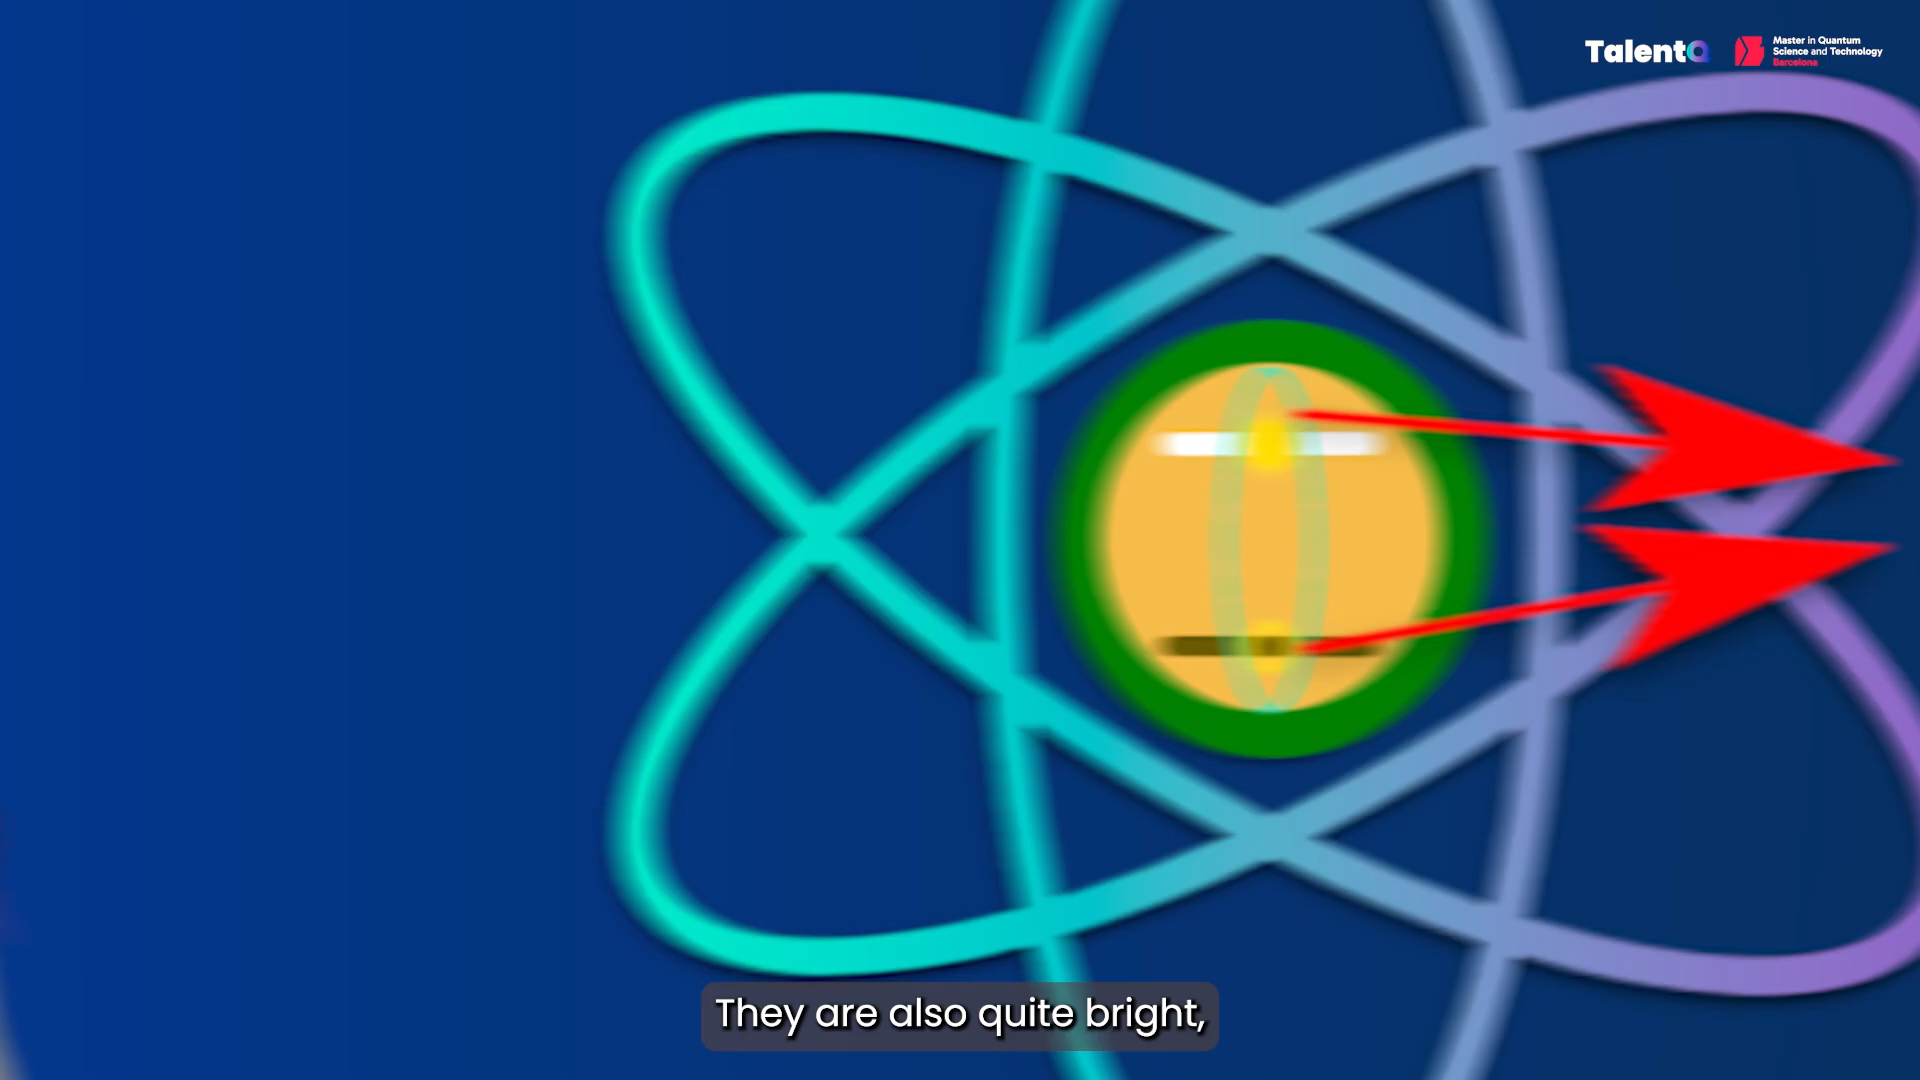 TalentQ
Master in Quantum
Science and Technology
Barcelona
They are also quite bright,